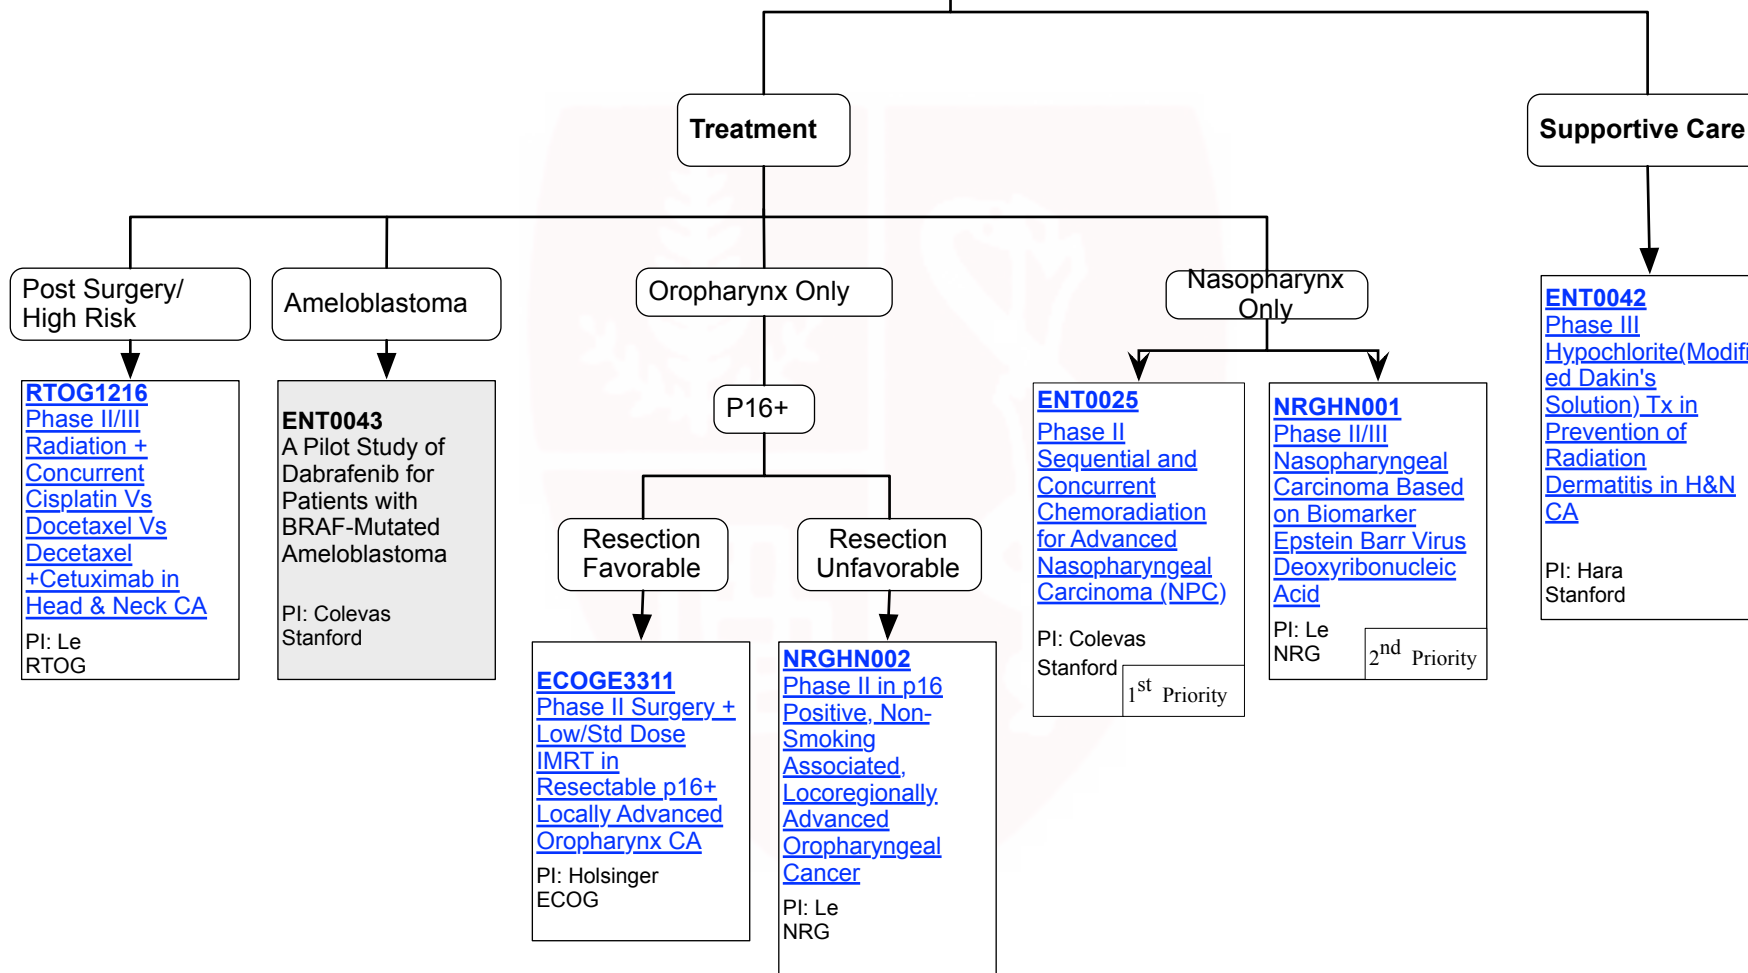 Treatment
Supportive Care
Post Surgery/
High Risk
Ameloblastoma
Oropharynx Only
Nasopharynx
Only
RTOG1216
Phase II/III
Radiation +
Concurrent
Cisplatin Vs
Docetaxel Vs
Decetaxel
+Cetuximab in
Head & Neck CA
PI: Le
RTOG
ENT0043
A Pilot Study of
Dabrafenib for
Patients with
BRAF-Mutated
Ameloblastoma
PI: Colevas
Stanford
P16+
Resection
Favorable
Resection
Unfavorable
ECOGE3311
Phase II Surgery +
Low/Std Dose
IMRT in
Resectable p16+
Locally Advanced
Oropharynx CA
PI: Holsinger
ECOG
NRGHN002
Phase II in p16
Positive, Non-
Smoking
Associated,
Locoregionally
Advanced
Oropharyngeal
Cancer
PI: Le
NRG
ENT0025
Phase II
Sequential and
Concurrent
Chemoradiation
for Advanced
Nasopharyngeal
Carcinoma (NPC)
PI: Colevas
Stanford
1st Priority
NRGHN001
Phase II/III
Nasopharyngeal
Carcinoma Based
on Biomarker
Epstein Barr Virus
Deoxyribonucleic
Acid
PI: Le
NRG
2nd Priority
ENT0042
Phase III
Hypochlorite(Modifi
ed Dakin's
Solution) Tx in
Prevention of
Radiation
Dermatitis in H&N
CA
PI: Hara
Stanford